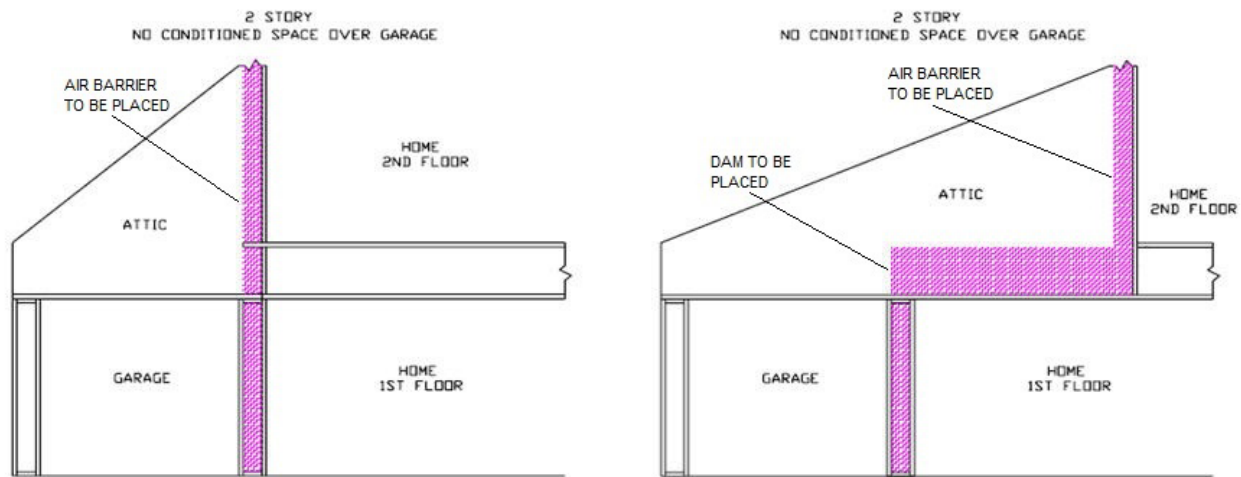 2 STORY
NO CONDITIONED SPACE OVER GARAGE
AIR BARRIER
TO BE PLACED
HOME
2ND FLOOR
ATTIC
GARAGE
HOME
1ST FLOOR
2 STORY
NO CONDITIONED SPACE OVER GARAGE
AIR BARRIER
TO BE PLACED
DAM TO BE
PLACED
ATTIC
HOME
2ND FLOOR
GARAGE
HOME
1ST FLOOR